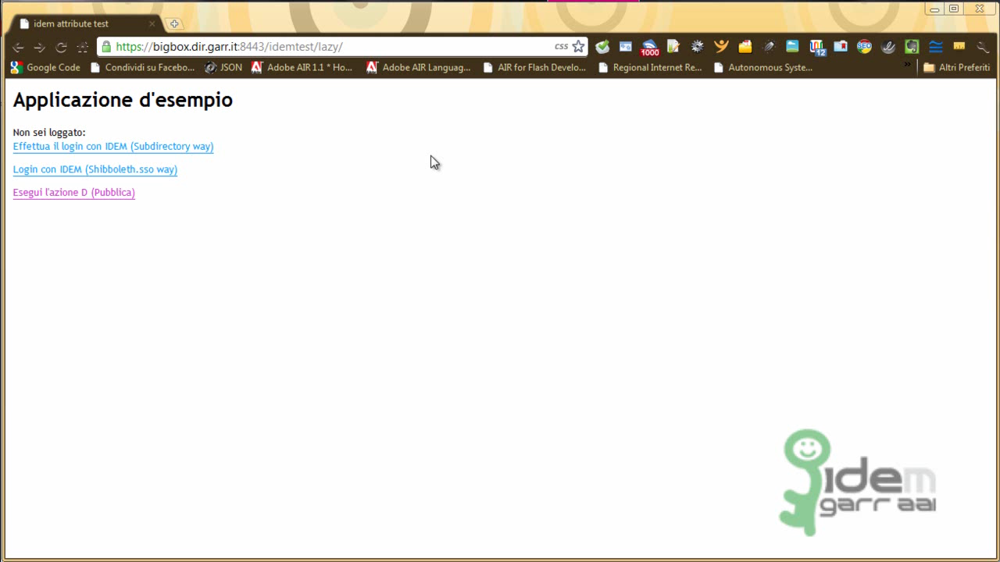 idem attribute test
https://bigbox.dir.garr.it:8443/idemtest/lazy/
css
1000
12
SEO
Google Code
Condividi su Facebo...
JSON
Adobe AIR 1.1 * Ho...
Adobe AIR Languag...
AIR for Flash Develo...
Regional Internet Re...
Autonomous Syste...
»
Altri Preferiti
Applicazione d'esempio
Non sei loggato:
Effettua il login con IDEM (Subdirectory way)
Login con IDEM (Shibboleth.sso way)
Esegui l'azione D (Pubblica)
idem
garr aai